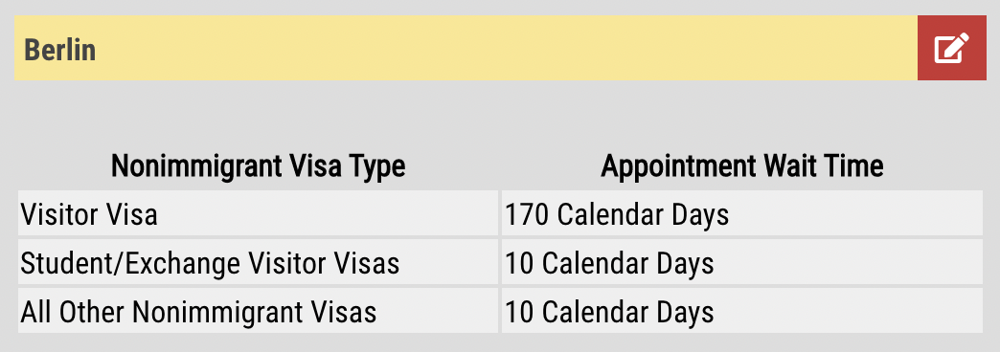 Berlin
Nonimmigrant Visa Type Appointment Wait Time
Visitor Visa 170 Calendar Days
Student/Exchange Visitor Visas 10 Calendar Days
All Other Nonimmigrant Visas 10 Calendar Days